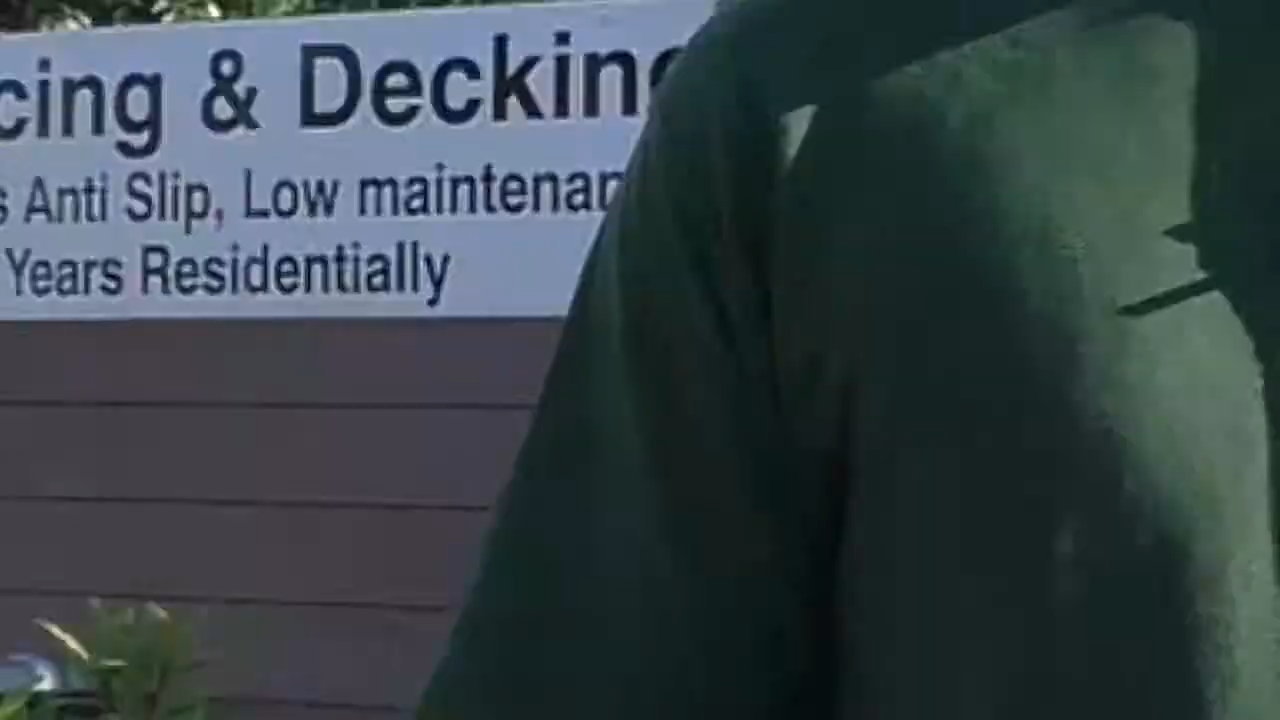 cing & Deckin
s Anti Slip, Low maintenan
Years Residentially